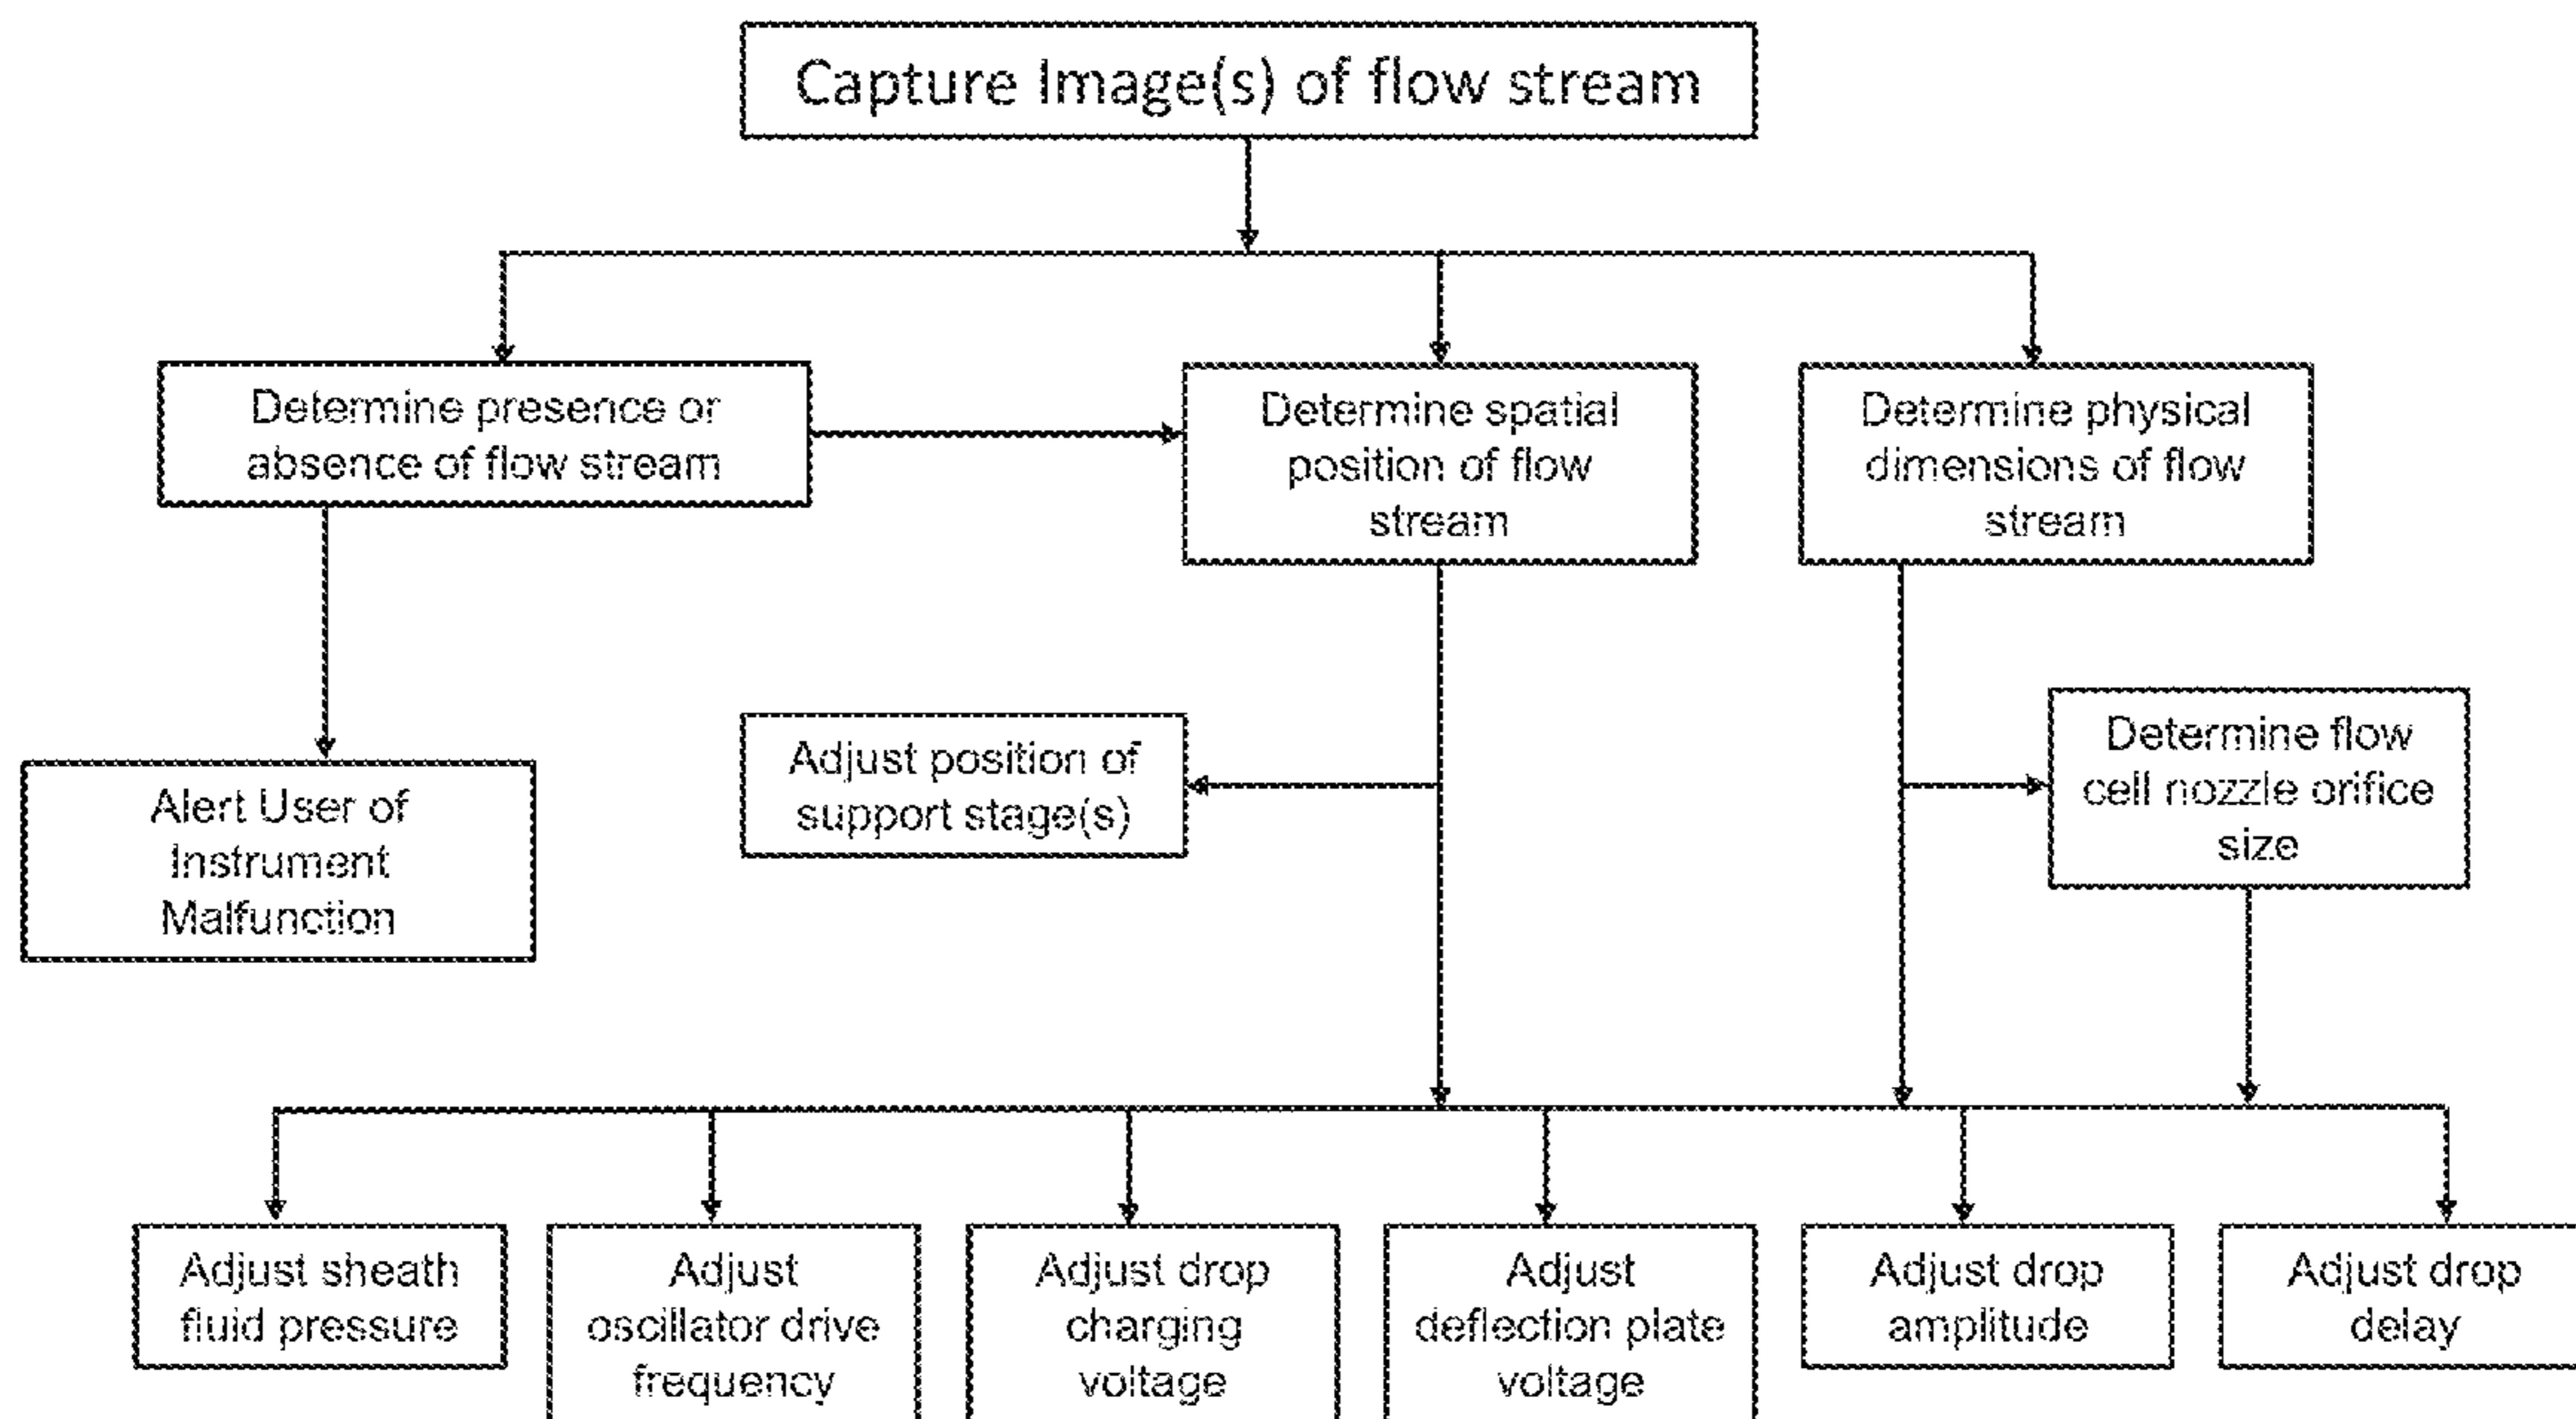 Capture Image(s) of flow stream
Determine presence or
absence of flow stream
Determine spatial
position of flow
stream
Determine physical
dimensions of flow
stream
Alert User of
Instrument
Malfunction
Adjust position of
support stage(s)
Determine flow
cell nozzle orifice
size
Adjust sheath
fluid pressure
Adjust
oscillator drive
frequency
Adjust drop
charging
voltage
Adjust
deflection plate
voltage
Adjust drop
amplitude
Adjust drop
delay